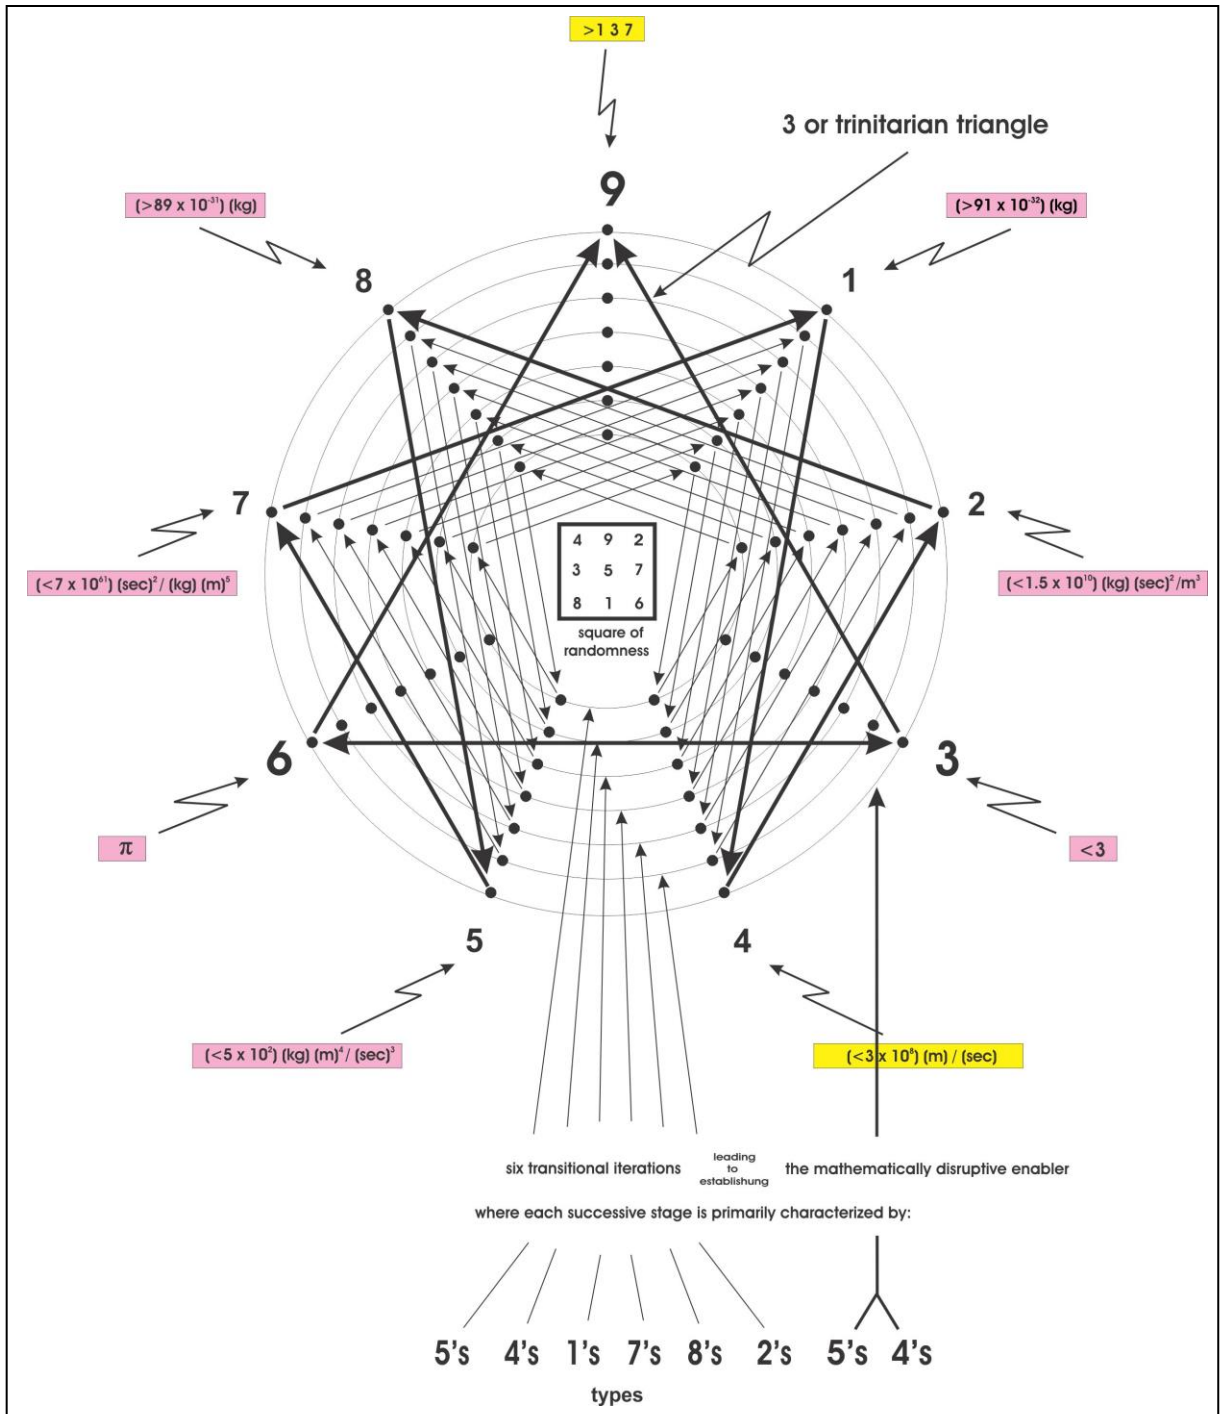 >1 3 7
3 or trinitarian triangle
9
(>89 x 10⁻³¹) (kg)
(>91 x 10⁻³²) (kg)
8
1
7
2
4 9 2
3 5 7
8 1 6
square of
randomness
(<7 x 10⁶¹) (sec)² / (kg) (m)⁵
(<1.5 x 10¹⁰) (kg) (sec)² /m³
6
3
π
<3
5
4
(<5 x 10²) (kg) (m)⁴ / (sec)³
(<3 x 10⁸) (m) / (sec)
six transitional iterations leading to establishung the mathematically disruptive enabler
where each successive stage is primarily characterized by:
5's 4's 1's 7's 8's 2's 5's 4's
types